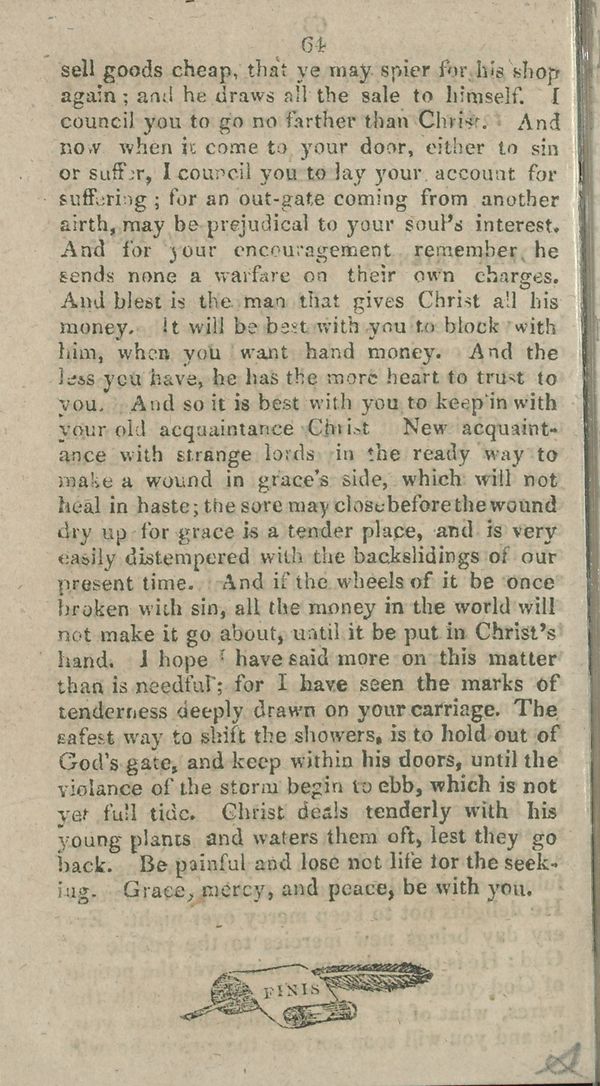 64
sell goods cheap, that ye may spier for his shop
again; and he draws all the sale to himself. I
council you to go no farther than Christ. And
now when it come to your door, either to sin
or suffer, I council you to lay your account for
suffering; for an out-gate coming from another
airth, may be prejudical to your soul's interest.
And for your encouragement remember he
sends none a warfare on their own charges.
And blest is the man that gives Christ all his
money. It will be best with you to block with
him, when you want hand money. And the
less you have, he has the more heart to trust to
you. And so it is best with you to keep in with
your old acquaintance Christ New acquaint-
ance with strange lords in the ready way to
make a wound in grace's side, which will not
heal in haste; the sore may close before the wound
dry up for grace is a tender place, and is very
easily distempered with the backslidings of our
present time. And if the wheels of it be once
broken with sin, all the money in the world will
not make it go about, until it be put in Christ's
hand. I hope I have said more on this matter
than is needful; for I have seen the marks of
tenderness deeply drawn on your carriage. The
safest way to shift the showers, is to hold out of
God's gate, and keep within his doors, until the
violance of the storm begin to ebb, which is not
yet full tide. Christ deals tenderly with his
young plants and waters them oft, lest they go
back. Be painful and lose not life for the seek-
ing. Grace, mercy, and peace, be with you.
FINIS